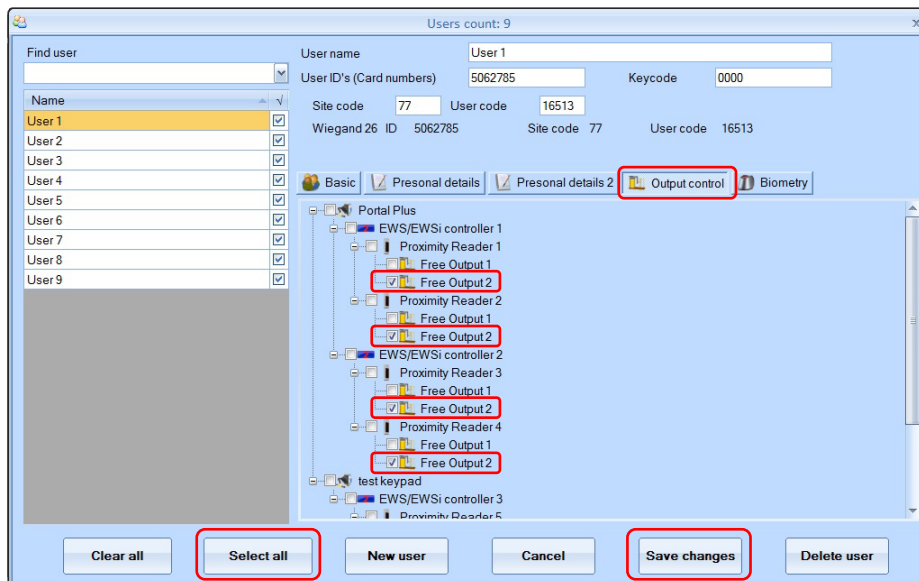 Users count: 9
x
Find user
Name √
User 1
User 2
User 3
User 4
User 5
User 6
User 7
User 8
User 9
User name User 1
User ID's (Card numbers) 5062785 Keycode 0000
Site code 77 User code 16513
Wiegand 26 ID 5062785 Site code 77 User code 16513
Basic Presonal details Presonal details 2 Output control Biometry
Portal Plus
EWS/EWSi controller 1
Proximity Reader 1
Free Output 1
Free Output 2
Proximity Reader 2
Free Output 1
Free Output 2
EWS/EWSi controller 2
Proximity Reader 3
Free Output 1
Free Output 2
Proximity Reader 4
Free Output 1
Free Output 2
test keypad
EWS/EWSi controller 3
Proximity Reader 5
Clear all Select all New user Cancel Save changes Delete user